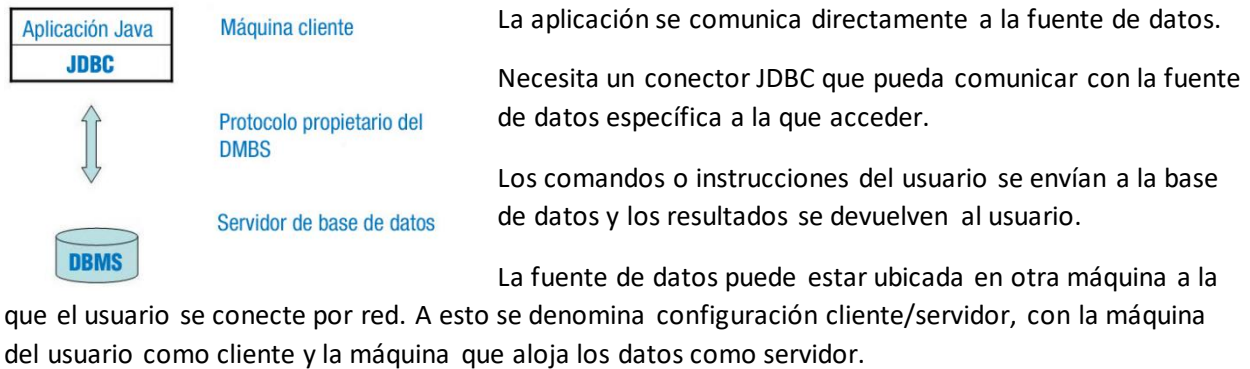 Aplicación Java
JDBC
Máquina cliente
Protocolo propietario del
DMBS
Servidor de base de datos
DBMS
La aplicación se comunica directamente a la fuente de datos.
Necesita un conector JDBC que pueda comunicar con la fuente
de datos específica a la que acceder.
Los comandos o instrucciones del usuario se envían a la base
de datos y los resultados se devuelven al usuario.
La fuente de datos puede estar ubicada en otra máquina a la
que el usuario se conecte por red. A esto se denomina configuración cliente/servidor, con la máquina
del usuario como cliente y la máquina que aloja los datos como servidor.